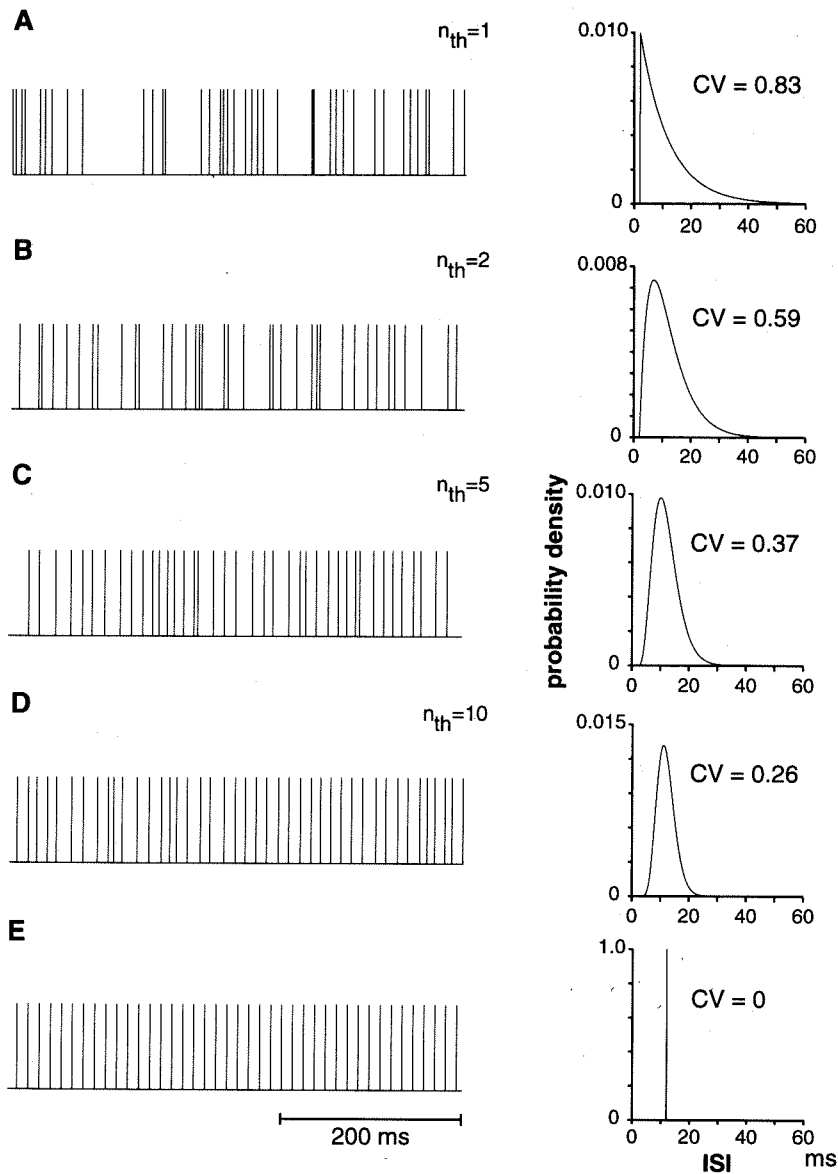 A
n_th=1
0.010
CV = 0.83
0
0 20 40 60
B
n_th=2
0.008
CV = 0.59
0
0 20 40 60
C
n_th=5
0.010
CV = 0.37
0
0 20 40 60
probability density
D
n_th=10
0.015
CV = 0.26
0
0 20 40 60
E
1.0
CV = 0
0
0 20 40 60
200 ms
ISI
ms